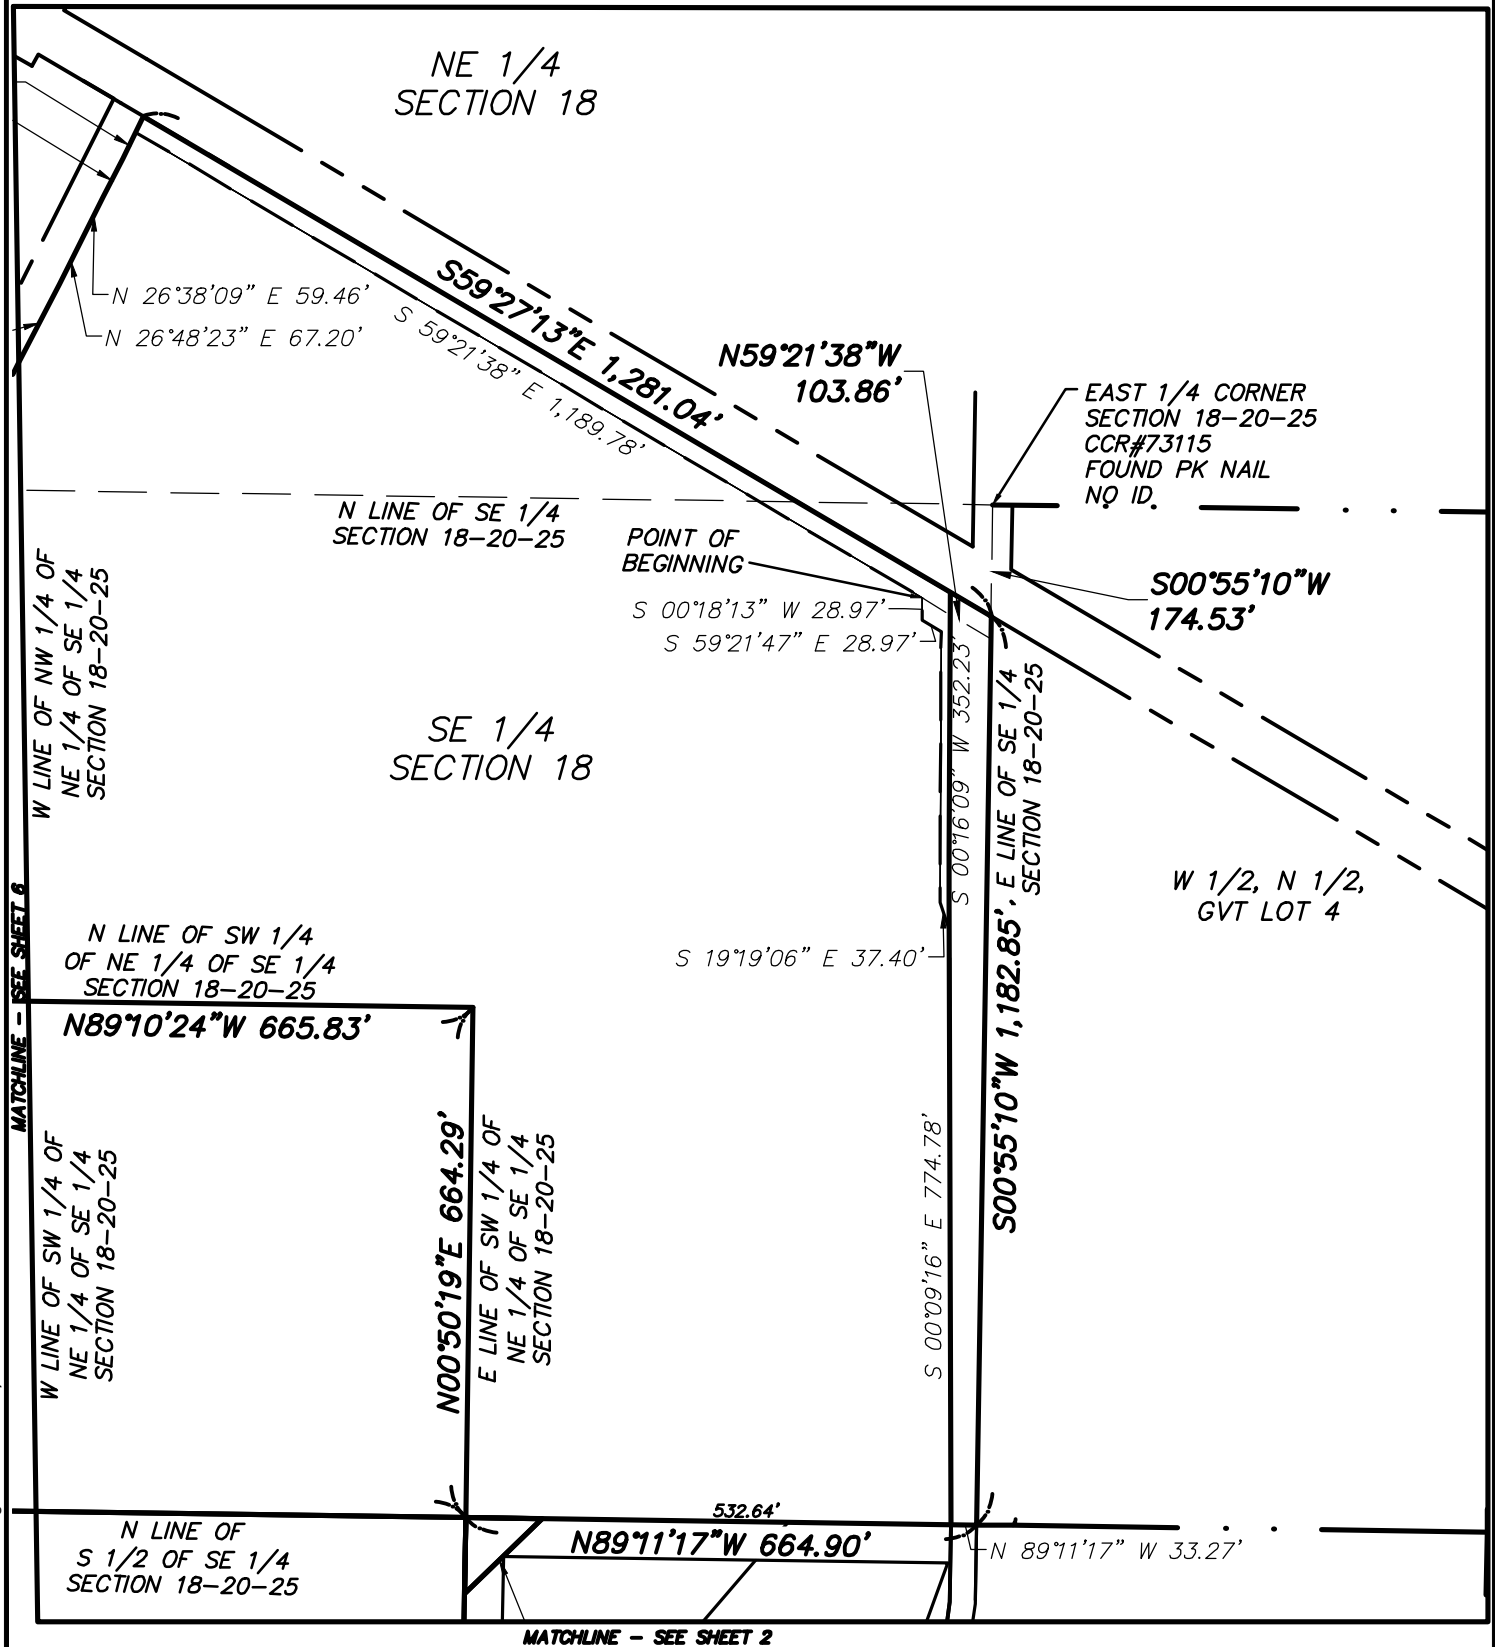 NE 1/4
SECTION 18
N 26°38'09" E 59.46'
N 26°48'23" E 67.20'
S59°27'13"E 1,281.04'
S 59°21'38" E 1,189.78'
N59°21'38"W
103.86'
EAST 1/4 CORNER
SECTION 18-20-25
CCR#73115
FOUND PK NAIL
NO ID.
N LINE OF SE 1/4
SECTION 18-20-25
POINT OF
BEGINNING
S 00°18'13" W 28.97'
S 59°21'47" E 28.97'
S00°55'10"W
174.53'
W LINE OF NW 1/4 OF
NE 1/4 OF SE 1/4
SECTION 18-20-25
SE 1/4
SECTION 18
S 00°16'09" W 352.23'
E LINE OF SE 1/4
SECTION 18-20-25
S00°55'10"W 1,182.85',
W 1/2, N 1/2,
GVT LOT 4
MATCHLINE - SEE SHEET 6
N LINE OF SW 1/4
OF NE 1/4 OF SE 1/4
SECTION 18-20-25
N89°10'24"W 665.83'
S 19°19'06" E 37.40'
W LINE OF SW 1/4 OF
NE 1/4 OF SE 1/4
SECTION 18-20-25
N00°50'19"E 664.29'
E LINE OF SW 1/4 OF
NE 1/4 OF SE 1/4
SECTION 18-20-25
S 00°09'16" E 774.78'
N LINE OF
S 1/2 OF SE 1/4
SECTION 18-20-25
532.64'
N89°11'17"W 664.90'
N 89°11'17" W 33.27'
MATCHLINE - SEE SHEET 2